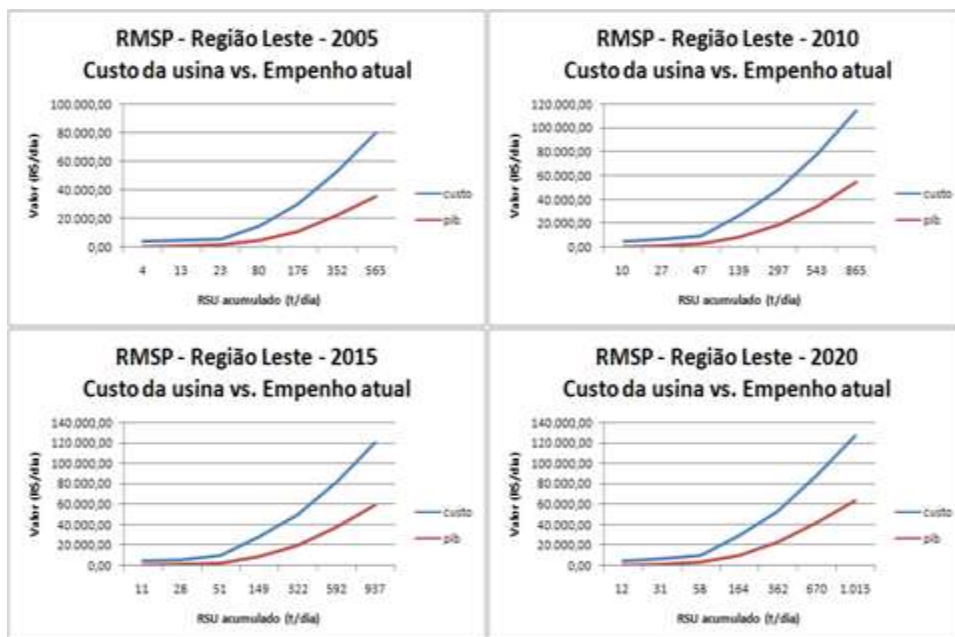 RMSP - Região Leste - 2005
Custo da usina vs. Empenho atual
Valor (R$/dia)
100.000,00
80.000,00
60.000,00
40.000,00
20.000,00
0,00
4 13 23 80 176 352 565
RSU acumulado (t/dia)
custo
pib
RMSP - Região Leste - 2010
Custo da usina vs. Empenho atual
Valor (R$/dia)
120.000,00
100.000,00
80.000,00
60.000,00
40.000,00
20.000,00
0,00
10 27 47 139 297 543 865
RSU acumulado (t/dia)
custo
pib
RMSP - Região Leste - 2015
Custo da usina vs. Empenho atual
Valor (R$/dia)
140.000,00
120.000,00
100.000,00
80.000,00
60.000,00
40.000,00
20.000,00
0,00
11 28 51 149 322 592 937
RSU acumulado (t/dia)
custo
pib
RMSP - Região Leste - 2020
Custo da usina vs. Empenho atual
Valor (R$/dia)
140.000,00
120.000,00
100.000,00
80.000,00
60.000,00
40.000,00
20.000,00
0,00
12 31 58 164 362 670 1.015
RSU acumulado (t/dia)
custo
pib